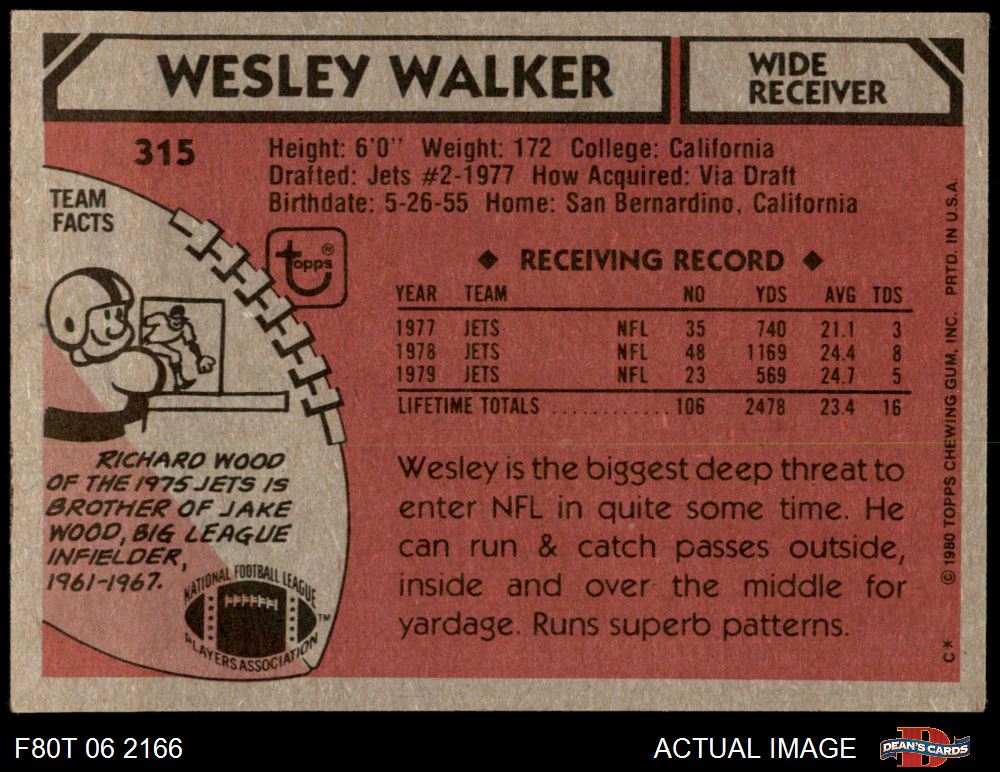 WESLEY WALKER
WIDE
RECEIVER
315
Height: 6'0" Weight: 172 College: California
Drafted: Jets #2-1977 How Acquired: Via Draft
Birthdate: 5-26-55 Home: San Bernardino, California
TEAM
FACTS
topps®
◆ RECEIVING RECORD ◆
YEAR TEAM NO YDS AVG TDS
1977 JETS NFL 35 740 21.1 3
1978 JETS NFL 48 1169 24.4 8
1979 JETS NFL 23 569 24.7 5
LIFETIME TOTALS ............ 106 2478 23.4 16
RICHARD WOOD
OF THE 1975 JETS IS
BROTHER OF JAKE
WOOD, BIG LEAGUE
INFIELDER,
1961-1967.
NATIONAL FOOTBALL LEAGUE
PLAYERS ASSOCIATION
TM
Wesley is the biggest deep threat to
enter NFL in quite some time. He
can run & catch passes outside,
inside and over the middle for
yardage. Runs superb patterns.
C* © 1980 TOPPS CHEWING GUM, INC. PRTD. IN U.S.A.
F80T 06 2166
ACTUAL IMAGE
D
DEAN'S CARDS